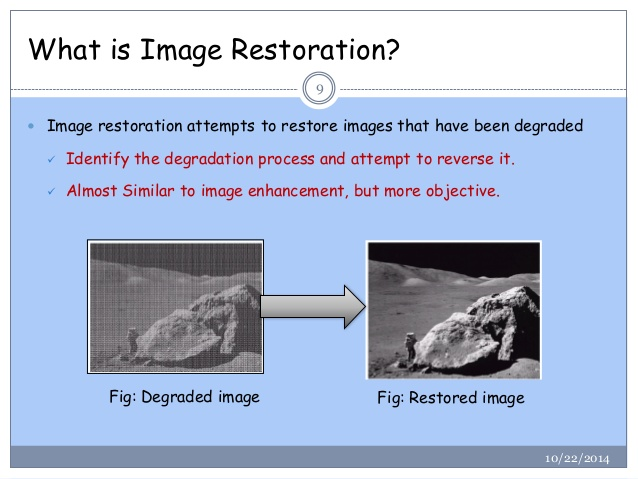 What is Image Restoration?
9
Image restoration attempts to restore images that have been degraded
Identify the degradation process and attempt to reverse it.
Almost Similar to image enhancement, but more objective.
Fig: Degraded image
Fig: Restored image
10/22/2014